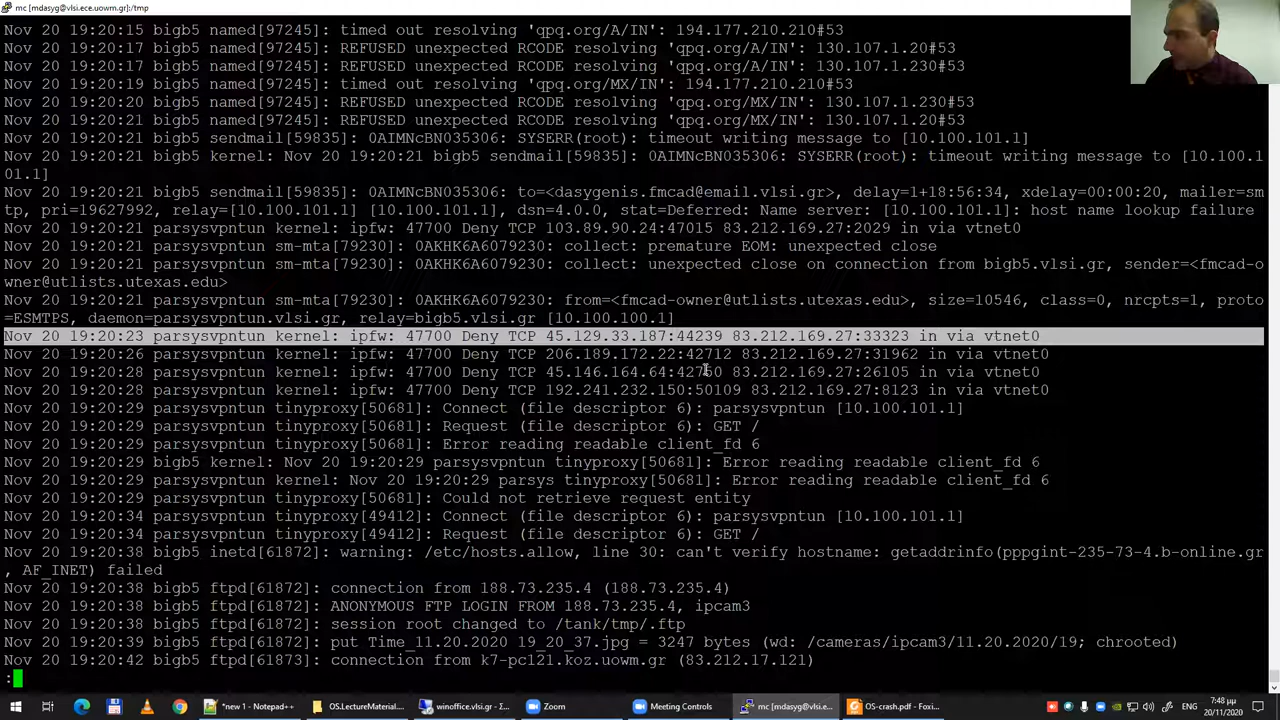 mc [mdasyg@vlsi.ece.uowm.gr]:/tmp
Nov 20 19:20:15 bigb5 named[97245]: timed out resolving 'qpq.org/A/IN': 194.177.210.210#53
Nov 20 19:20:17 bigb5 named[97245]: REFUSED unexpected RCODE resolving 'qpq.org/A/IN': 130.107.1.20#53
Nov 20 19:20:17 bigb5 named[97245]: REFUSED unexpected RCODE resolving 'qpq.org/A/IN': 130.107.1.230#53
Nov 20 19:20:19 bigb5 named[97245]: timed out resolving 'qpq.org/MX/IN': 194.177.210.210#53
Nov 20 19:20:20 bigb5 named[97245]: REFUSED unexpected RCODE resolving 'qpq.org/MX/IN': 130.107.1.230#53
Nov 20 19:20:20 bigb5 named[97245]: REFUSED unexpected RCODE resolving 'qpq.org/MX/IN': 130.107.1.20#53
Nov 20 19:20:21 bigb5 sendmail[59835]: 0AIMNcBN035306: SYSERR(root): timeout writing message to [10.100.101.1]
Nov 20 19:20:21 bigb5 kernel: Nov 20 19:20:21 bigb5 sendmail[59835]: 0AIMNcBN035306: SYSERR(root): timeout writing message to [10.100.1
01.1]
Nov 20 19:20:21 bigb5 sendmail[59835]: 0AIMNcBN035306: to=<dasygenis.fmcad@email.vlsi.gr>, delay=1+18:56:34, xdelay=00:00:20, mailer=sm
tp, pri=19627992, relay=[10.100.101.1] [10.100.101.1], dsn=4.0.0, stat=Deferred: Name server: [10.100.101.1]: host name lookup failure
Nov 20 19:20:21 parsysvpntun kernel: ipfw: 47700 Deny TCP 103.89.90.24:47015 83.212.169.27:2029 in via vtnet0
Nov 20 19:20:21 parsysvpntun sm-mta[79230]: 0AKHK6A6079230: collect: premature EOM: unexpected close
Nov 20 19:20:21 parsysvpntun sm-mta[79230]: 0AKHK6A6079230: collect: unexpected close on connection from bigb5.vlsi.gr, sender=<fmcad-o
wner@utlists.utexas.edu>
Nov 20 19:20:21 parsysvpntun sm-mta[79230]: 0AKHK6A6079230: from=<fmcad-owner@utlists.utexas.edu>, size=10546, class=0, nrcpts=1, proto
=ESMTPS, daemon=parsysvpntun.vlsi.gr, relay=bigb5.vlsi.gr [10.100.100.1]
Nov 20 19:20:23 parsysvpntun kernel: ipfw: 47700 Deny TCP 45.129.33.187:44239 83.212.169.27:33323 in via vtnet0
Nov 20 19:20:26 parsysvpntun kernel: ipfw: 47700 Deny TCP 206.189.172.22:42712 83.212.169.27:31962 in via vtnet0
Nov 20 19:20:28 parsysvpntun kernel: ipfw: 47700 Deny TCP 83.212.169.27:26105 in via vtnet0
Nov 20 19:20:28 parsysvpntun kernel: ipfw: 47700 Deny TCP 192.241.232.150:50109 83.212.169.27:8123 in via vtnet0
Nov 20 19:20:28 parsysvpntun tinyproxy[50681]: Connect (file descriptor 6): parsysvpntun [10.100.101.1]
Nov 20 19:20:28 parsysvpntun tinyproxy[50681]: Request (file descriptor 6): GET /
Nov 20 19:20:29 parsysvpntun tinyproxy[50681]: Error reading readable client_fd 6
Nov 20 19:20:29 bigb5 kernel: Nov 20 19:20:29 parsysvpntun tinyproxy[50681]: Error reading readable client_fd 6
Nov 20 19:20:29 parsysvpntun kernel: Nov 20 19:20:29 parsys tinyproxy[50681]: Error reading readable client_fd 6
Nov 20 19:20:29 parsysvpntun tinyproxy[50681]: Could not retrieve request entity
Nov 20 19:20:34 parsysvpntun tinyproxy[49412]: Connect (file descriptor 6): parsysvpntun [10.100.101.1]
Nov 20 19:20:34 parsysvpntun tinyproxy[49412]: Request (file descriptor 6): GET /
Nov 20 19:20:38 bigb5 inetd[61872]: warning: /etc/hosts.allow, line 30: can't verify hostname: getaddrinfo(pppgint-235-73-4.b-online.gr
, AF_INET) failed
Nov 20 19:20:38 bigb5 ftpd[61872]: connection from 188.73.235.4 (188.73.235.4)
Nov 20 19:20:38 bigb5 ftpd[61872]: ANONYMOUS FTP LOGIN FROM 188.73.235.4, ipcam3
Nov 20 19:20:38 bigb5 ftpd[61872]: session root changed to /tank/tmp/.ftp
Nov 20 19:20:39 bigb5 ftpd[61872]: put Time_11.20.2020 19_20_37.jpg = 3247 bytes (wd: /cameras/ipcam3/11.20.2020/19; chrooted)
Nov 20 19:20:42 bigb5 ftpd[61873]: connection from k7-pc121.koz.uowm.gr (83.212.17.121)
:
*new 1 - Notepad++ OS.LectureMaterial... winoffice.vlsi.gr - Σ... Zoom Meeting Controls mc [mdasyg@vlsi.e... OS-crash.pdf - Foxi... 7:48 μμ
20/11/2020